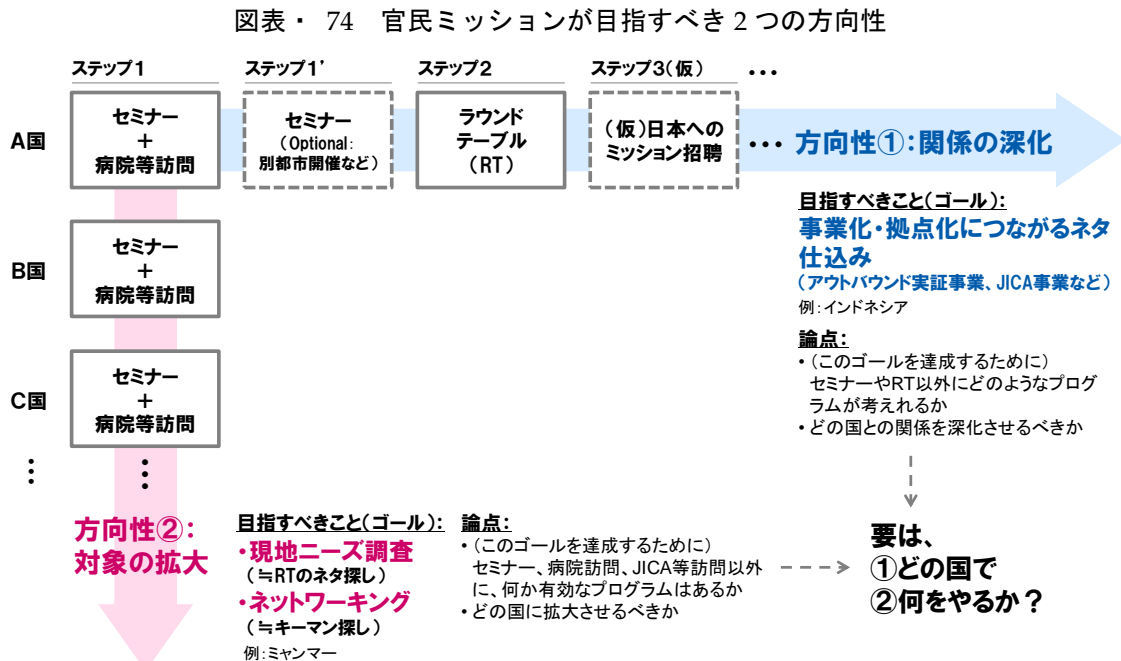 図表・ 74 官民ミッションが目指すべき2つの方向性
ステップ1
ステップ1'
ステップ2
ステップ3(仮)
•••
A国
セミナー
+
病院等訪問
セミナー
(Optional:
別都市開催など)
ラウンド
テーブル
(RT)
(仮)日本への
ミッション招聘
•••
方向性①:関係の深化
B国
セミナー
+
病院等訪問
C国
セミナー
+
病院等訪問
目指すべきこと(ゴール):
事業化・拠点化につながるネタ
仕込み
(アウトバウンド実証事業、JICA事業など)
例:インドネシア
論点:
・(このゴールを達成するために)
セミナーやRT以外にどのようなプログ
ラムが考えれるか
・どの国との関係を深化させるべきか
方向性②:
対象の拡大
目指すべきこと(ゴール):
・現地ニーズ調査
(≒RTのネタ探し)
・ネットワーキング
(≒キーマン探し)
例:ミャンマー
論点:
・(このゴールを達成するために)
セミナー、病院訪問、JICA等訪問以外
に、何か有効なプログラムはあるか
・どの国に拡大させるべきか
要は、
①どの国で
②何をやるか?